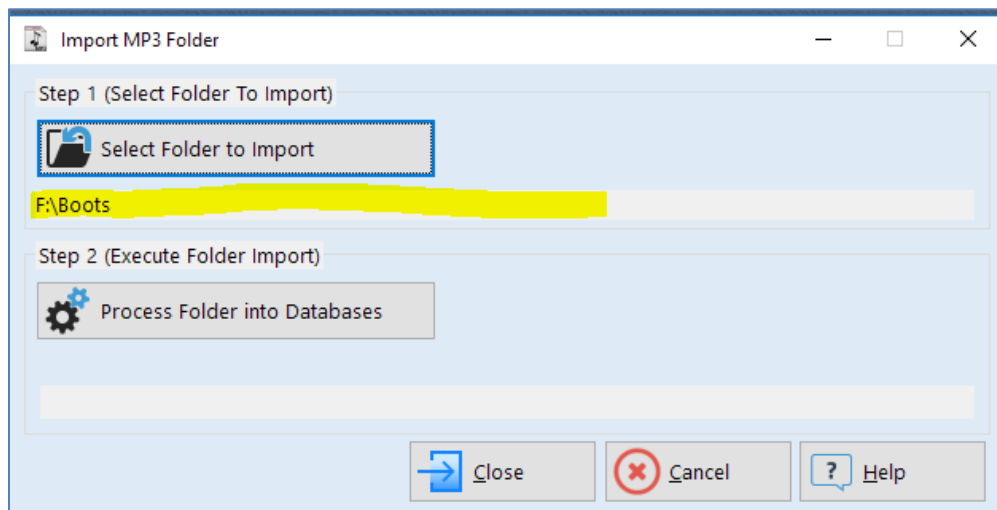 Import MP3 Folder
Step 1 (Select Folder To Import)
Select Folder to Import
F:\Boots
Step 2 (Execute Folder Import)
Process Folder into Databases
Close
Cancel
? Help